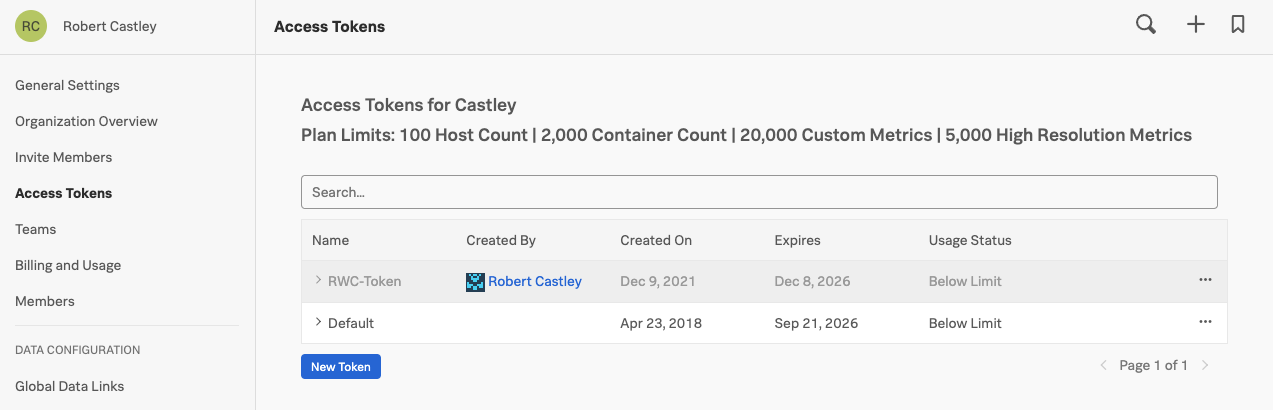 RC Robert Castley
General Settings
Organization Overview
Invite Members
Access Tokens
Teams
Billing and Usage
Members
DATA CONFIGURATION
Global Data Links
Access Tokens
Access Tokens for Castley
Plan Limits: 100 Host Count | 2,000 Container Count | 20,000 Custom Metrics | 5,000 High Resolution Metrics
Search...
Name Created By Created On Expires Usage Status
RWC-Token Robert Castley Dec 9, 2021 Dec 8, 2026 Below Limit
Default Apr 23, 2018 Sep 21, 2026 Below Limit
New Token Page 1 of 1